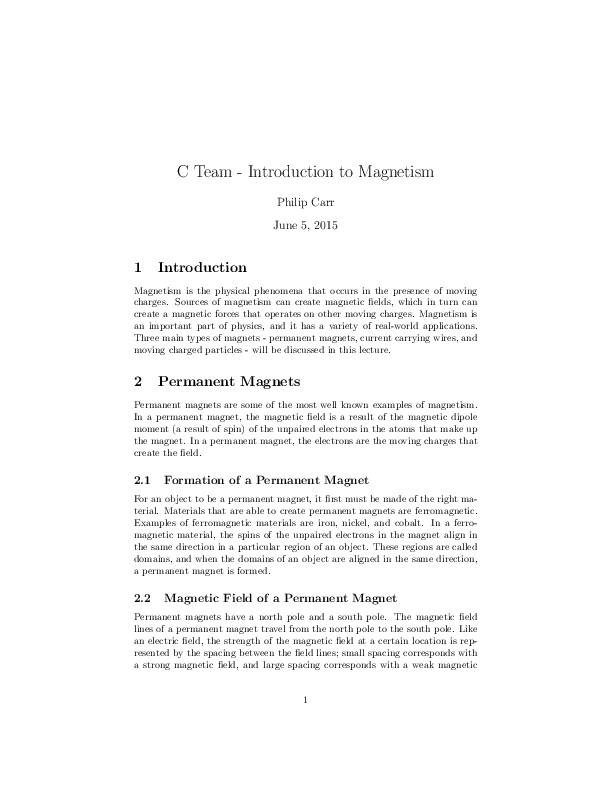 C Team - Introduction to Magnetism
Philip Carr
June 5, 2015
1 Introduction
Magnetism is the physical phenomena that occurs in the presence of moving
charges. Sources of magnetism can create magnetic fields, which in turn can
create a magnetic forces that operates on other moving charges. Magnetism is
an important part of physics, and it has a variety of real-world applications.
Three main types of magnets - permanent magnets, current carrying wires, and
moving charged particles - will be discussed in this lecture.
2 Permanent Magnets
Permanent magnets are some of the most well known examples of magnetism.
In a permanent magnet, the magnetic field is a result of the magnetic dipole
moment (a result of spin) of the unpaired electrons in the atoms that make up
the magnet. In a permanent magnet, the electrons are the moving charges that
create the field.
2.1 Formation of a Permanent Magnet
For an object to be a permanent magnet, it first must be made of the right ma-
terial. Materials that are able to create permanent magnets are ferromagnetic.
Examples of ferromagnetic materials are iron, nickel, and cobalt. In a ferro-
magnetic material, the spins of the unpaired electrons in the magnet align in
the same direction in a particular region of an object. These regions are called
domains, and when the domains of an object are aligned in the same direction,
a permanent magnet is formed.
2.2 Magnetic Field of a Permanent Magnet
Permanent magnets have a north pole and a south pole. The magnetic field
lines of a permanent magnet travel from the north pole to the south pole. Like
an electric field, the strength of the magnetic field at a certain location is rep-
resented by the spacing between the field lines; small spacing corresponds with
a strong magnetic field, and large spacing corresponds with a weak magnetic
1